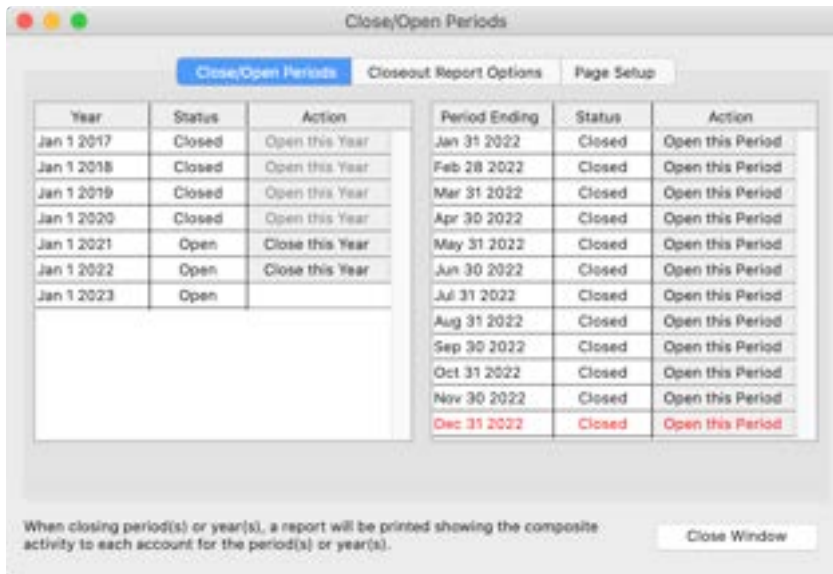 Close/Open Periods
Close/Open Periods Closeout Report Options Page Setup
Year Status Action
Jan 1 2017 Closed Open this Year
Jan 1 2018 Closed Open this Year
Jan 1 2019 Closed Open this Year
Jan 1 2020 Closed Open this Year
Jan 1 2021 Open Close this Year
Jan 1 2022 Open Close this Year
Jan 1 2023 Open
Period Ending Status Action
Jan 31 2022 Closed Open this Period
Feb 28 2022 Closed Open this Period
Mar 31 2022 Closed Open this Period
Apr 30 2022 Closed Open this Period
May 31 2022 Closed Open this Period
Jun 30 2022 Closed Open this Period
Jul 31 2022 Closed Open this Period
Aug 31 2022 Closed Open this Period
Sep 30 2022 Closed Open this Period
Oct 31 2022 Closed Open this Period
Nov 30 2022 Closed Open this Period
Dec 31 2022 Closed Open this Period
When closing period(s) or year(s), a report will be printed showing the composite
activity to each account for the period(s) or year(s).
Close Window